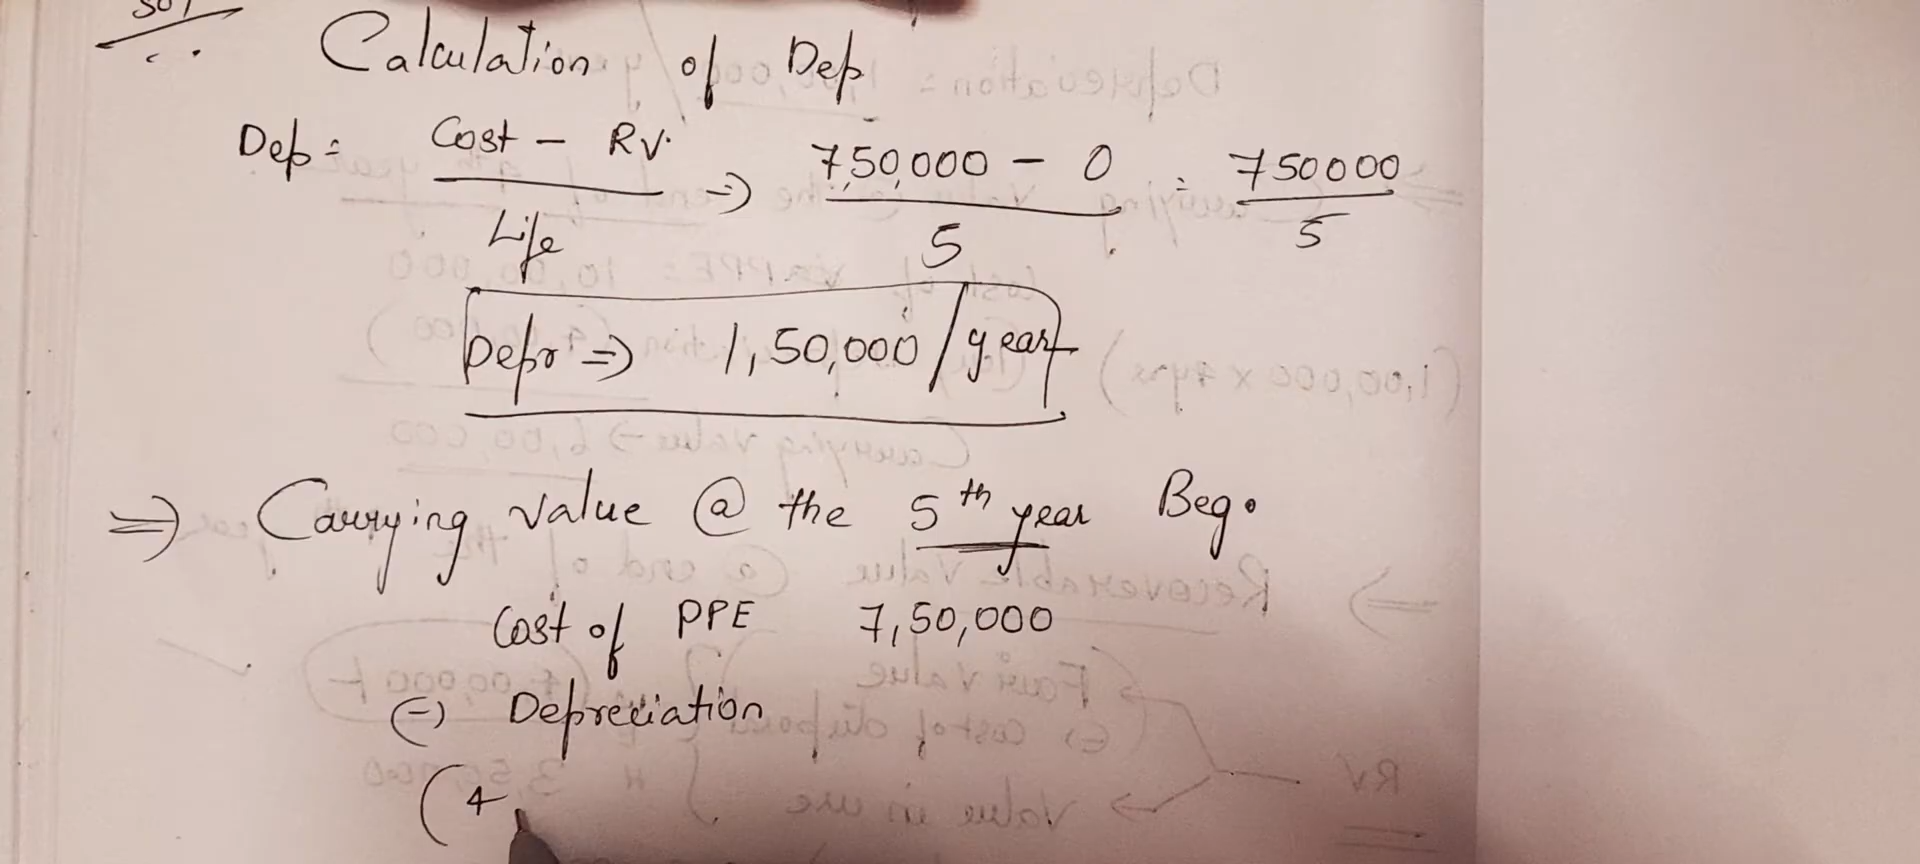 Sol
Calculation of Dep
Dep = Cost - RV. / Life => 7,50,000 - 0 / 5 = 750000 / 5
Depr => 1,50,000 / year
=> Carrying value @ the 5th year Beg.
Cost of PPE 7,50,000
(-) Depreciation
(4